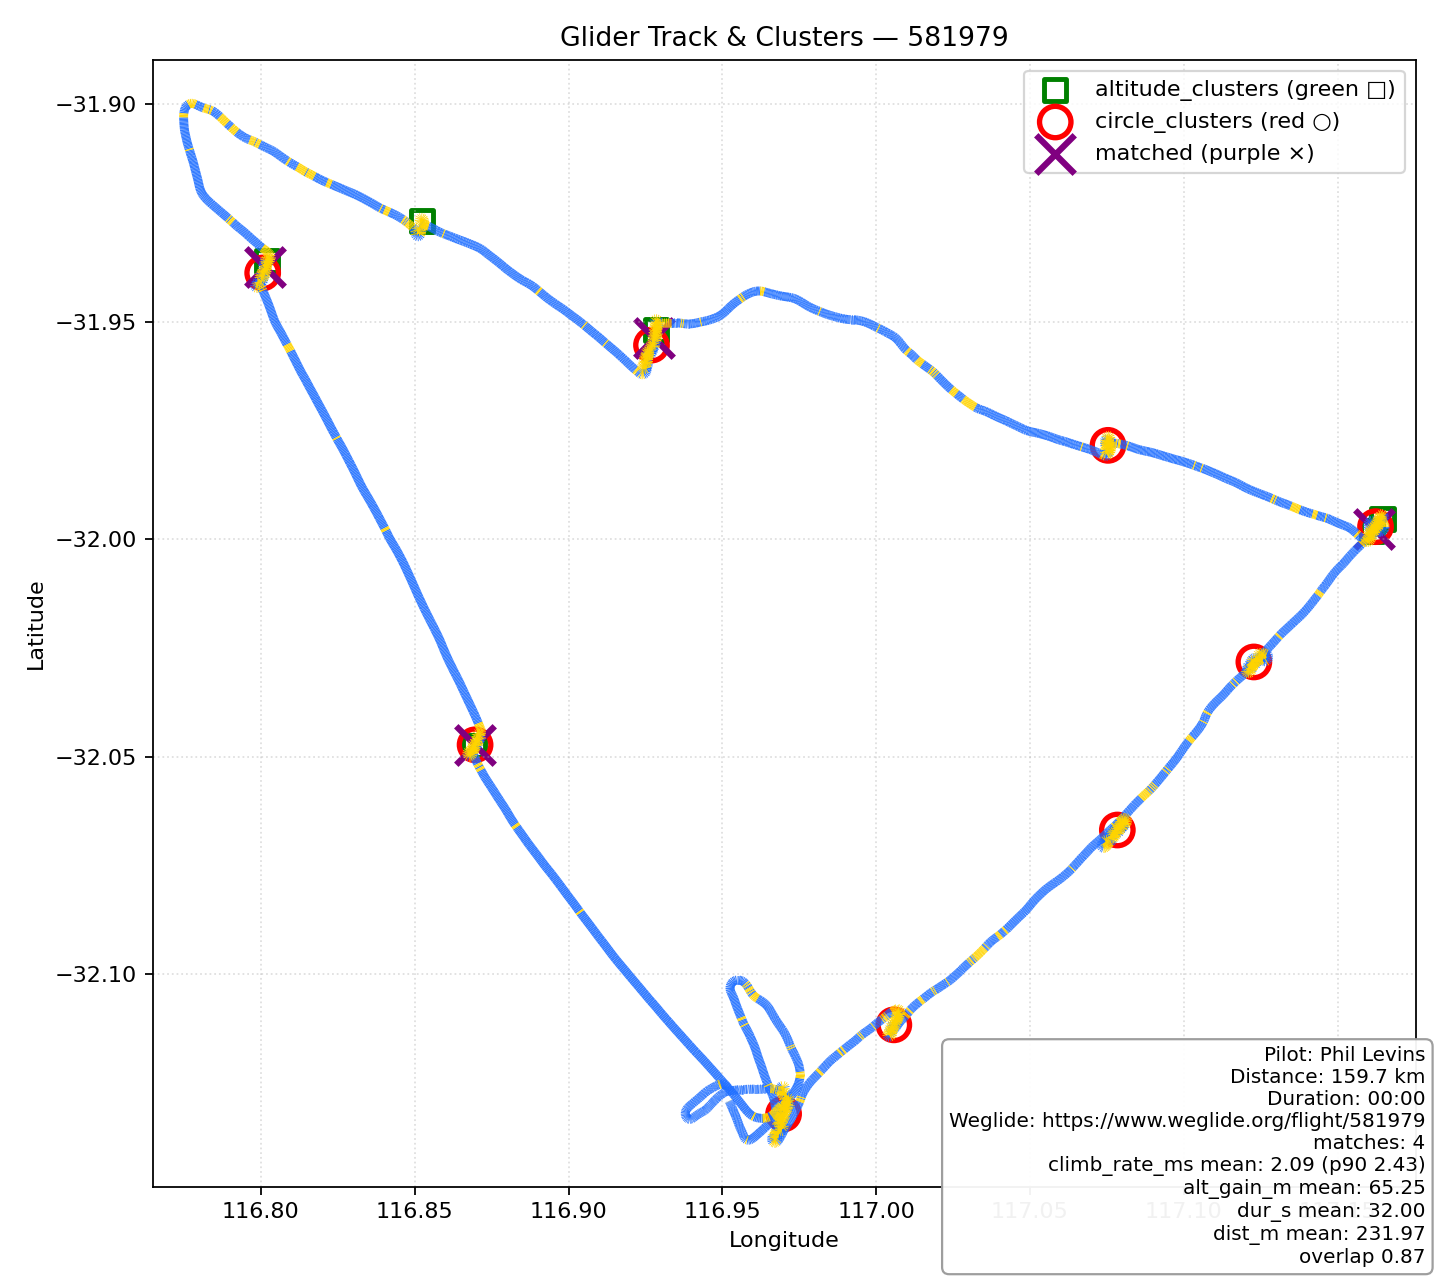 Glider Track & Clusters — 581979
altitude_clusters (green □)
circle_clusters (red ○)
matched (purple ×)
−31.90
−31.95
−32.00
−32.05
−32.10
Latitude
116.80
116.85
116.90
116.95
117.00
117.05
117.10
Longitude
Pilot: Phil Levins
Distance: 159.7 km
Duration: 00:00
Weglide: https://www.weglide.org/flight/581979
matches: 4
climb_rate_ms mean: 2.09 (p90 2.43)
alt_gain_m mean: 65.25
dur_s mean: 32.00
dist_m mean: 231.97
overlap 0.87